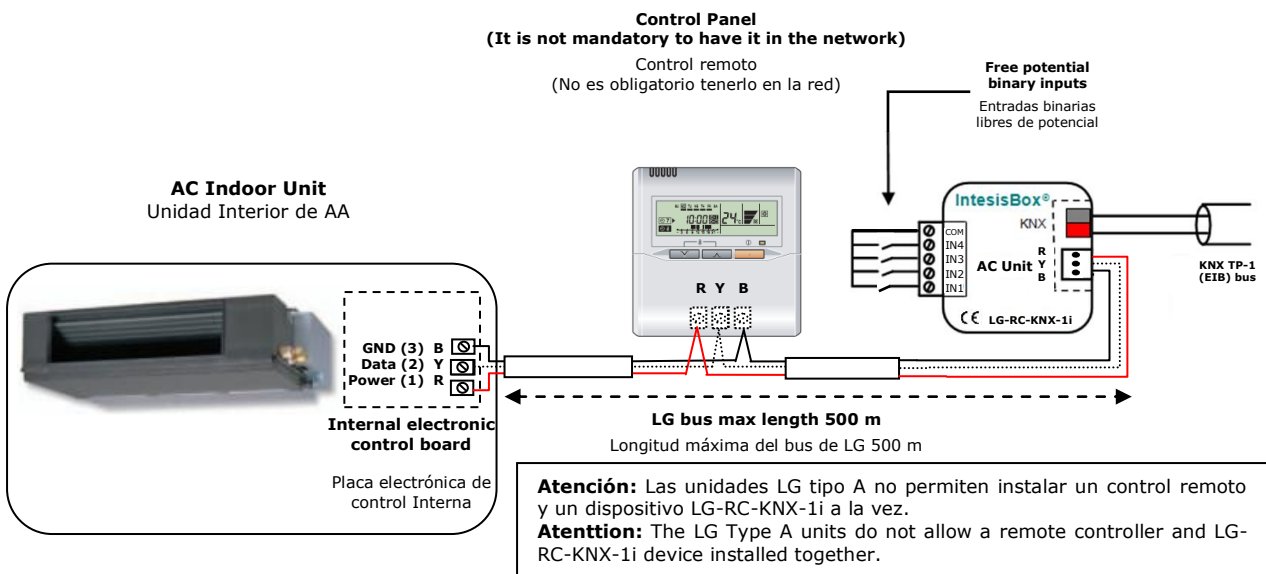 Control Panel
(It is not mandatory to have it in the network)
Control remoto
(No es obligatorio tenerlo en la red)
Free potential
binary inputs
Entradas binarias
libres de potencial
AC Indoor Unit
Unidad Interior de AA
IntesisBox®
KNX
COM
IN4
IN3
IN2
IN1
AC Unit
R
Y
B
CE LG-RC-KNX-1i
KNX TP-1
(EIB) bus
10:00
24
R Y B
GND (3) B
Data (2) Y
Power (1) R
Internal electronic
control board
Placa electrónica de
control Interna
LG bus max length 500 m
Longitud máxima del bus de LG 500 m
Atención: Las unidades LG tipo A no permiten instalar un control remoto
y un dispositivo LG-RC-KNX-1i a la vez.
Atenttion: The LG Type A units do not allow a remote controller and LG-
RC-KNX-1i device installed together.